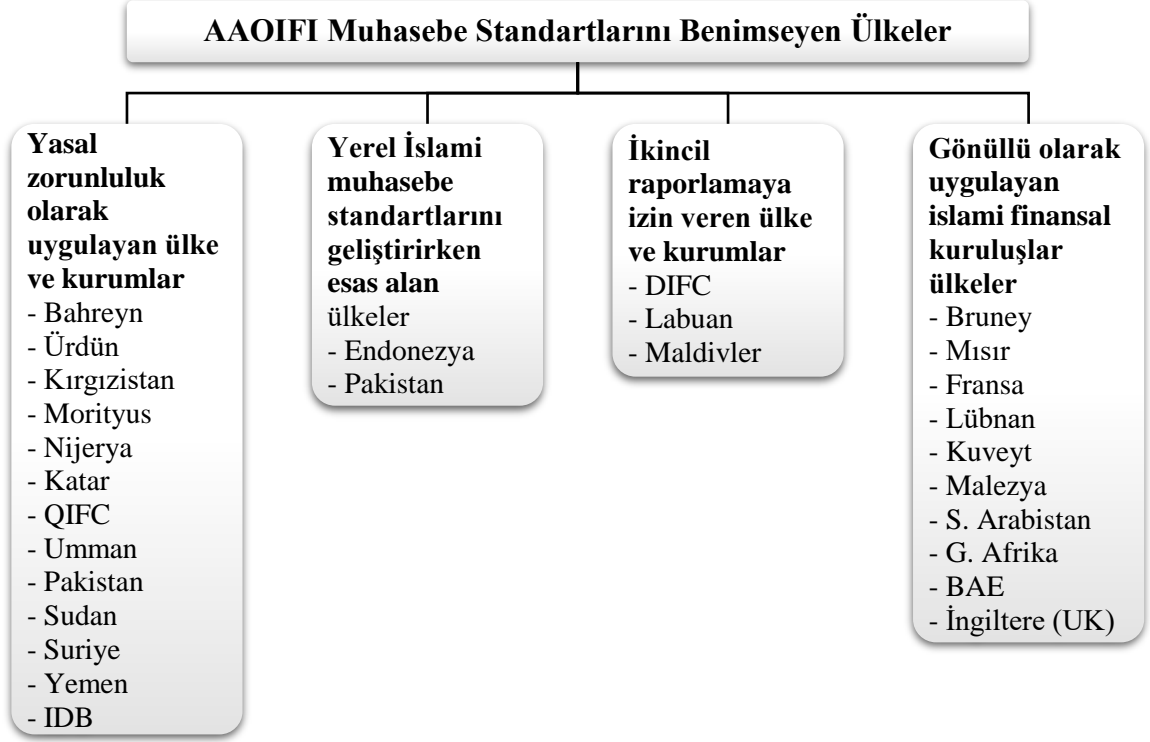 AAOIFI Muhasebe Standartlarını Benimseyen Ülkeler
Yasal
zorunluluk
olarak
uygulayan ülke
ve kurumlar
- Bahreyn
- Ürdün
- Kırgızistan
- Morityus
- Nijerya
- Katar
- QIFC
- Umman
- Pakistan
- Sudan
- Suriye
- Yemen
- IDB
Yerel İslami
muhasebe
standartlarını
geliştirirken
esas alan
ülkeler
- Endonezya
- Pakistan
İkincil
raporlamaya
izin veren ülke
ve kurumlar
- DIFC
- Labuan
- Maldivler
Gönüllü olarak
uygulayan
islami finansal
kuruluşlar
ülkeler
- Bruney
- Mısır
- Fransa
- Lübnan
- Kuveyt
- Malezya
- S. Arabistan
- G. Afrika
- BAE
- İngiltere (UK)